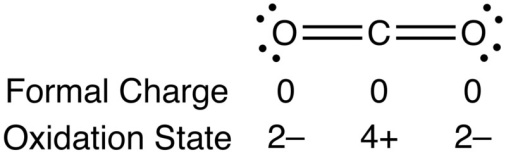 O=C=O
Formal Charge 0 0 0
Oxidation State 2– 4+ 2–